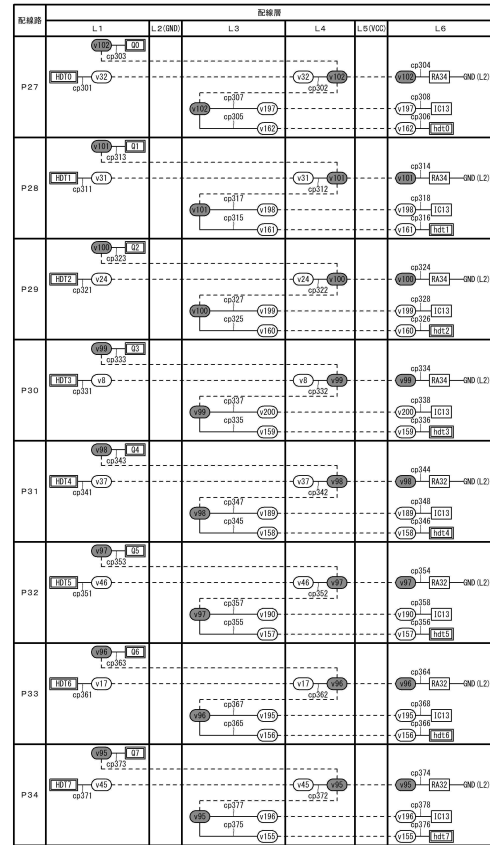 配線路
配線層
L1 L2(GND) L3 L4 L5(VCC) L6
P27
v102 Q0
cp303
HDT0 v32 v32 v102 v102 RA34 GND(L2)
cp301 cp302 cp304
v102 cp307 v197 v197 cp308 IC13
cp305 v162 v162 cp306 hdt0
P28
v101 Q1
cp313
HDT1 v31 v31 v101 v101 RA34 GND(L2)
cp311 cp312 cp314
v101 cp317 v198 v198 cp318 IC13
cp315 v161 v161 cp316 hdt1
P29
v100 Q2
cp323
HDT2 v24 v24 v100 v100 RA34 GND(L2)
cp321 cp322 cp324
v100 cp327 v199 v199 cp328 IC13
cp325 v160 v160 cp326 hdt2
P30
v99 Q3
cp333
HDT3 v8 v8 v99 v99 RA34 GND(L2)
cp331 cp332 cp334
v99 cp337 v200 v200 cp338 IC13
cp335 v159 v159 cp336 hdt3
P31
v98 Q4
cp343
HDT4 v37 v37 v98 v98 RA32 GND(L2)
cp341 cp342 cp344
v98 cp347 v189 v189 cp348 IC13
cp345 v158 v158 cp346 hdt4
P32
v97 Q5
cp353
HDT5 v46 v46 v97 v97 RA32 GND(L2)
cp351 cp352 cp354
v97 cp357 v190 v190 cp358 IC13
cp355 v157 v157 cp356 hdt5
P33
v96 Q6
cp363
HDT6 v17 v17 v96 v96 RA32 GND(L2)
cp361 cp362 cp364
v96 cp367 v195 v195 cp368 IC13
cp365 v156 v156 cp366 hdt6
P34
v95 Q7
cp373
HDT7 v45 v45 v95 v95 RA32 GND(L2)
cp371 cp372 cp374
v95 cp377 v196 v196 cp378 IC13
cp375 v155 v155 cp376 hdt7